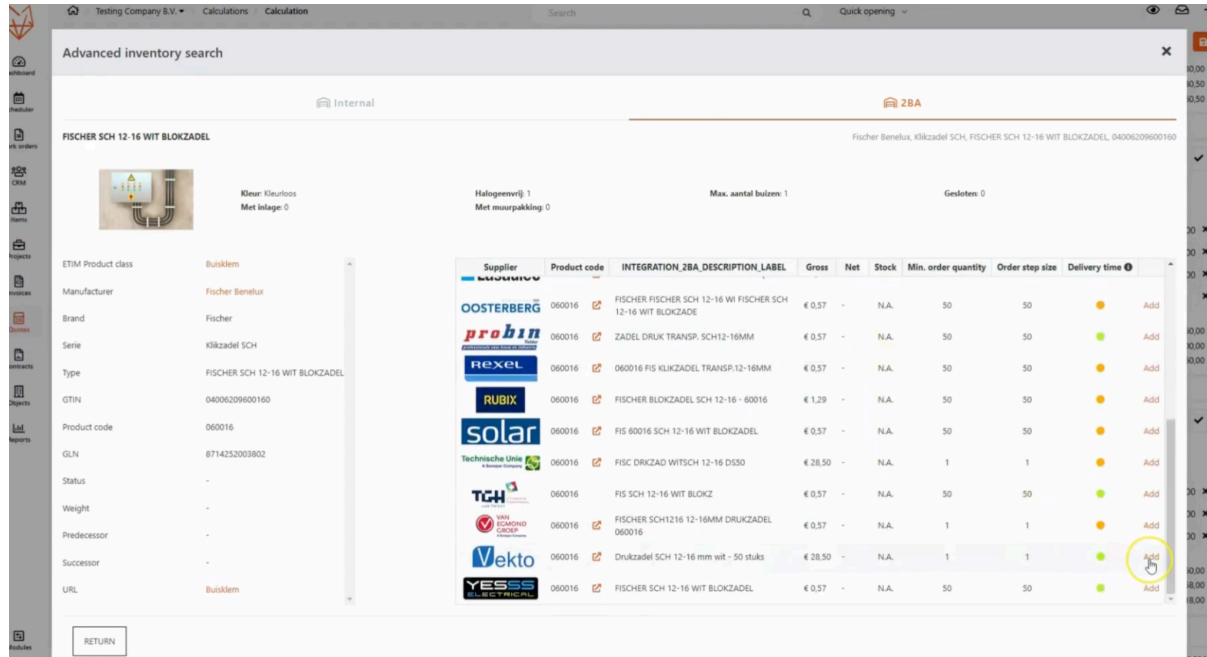 Testing Company B.V. Calculations Calculation Search Quick opening
Advanced inventory search
Internal 2BA
FISCHER SCH 12-16 WIT BLOKZADEL Fischer Benelux, Klikzadel SCH, FISCHER SCH 12-16 WIT BLOKZADEL, 04006209600160
Kleur: Kleurloos Halogeenvrij: 1 Max. aantal buizen: 1 Gesloten: 0
Met inlage: 0 Met muurpakking: 0
ETIM Product class Buisklem
Manufacturer Fischer Benelux
Brand Fischer
Serie Klikzadel SCH
Type FISCHER SCH 12-16 WIT BLOKZADEL
GTIN 04006209600160
Product code 060016
GLN 8714252003802
Status -
Weight -
Predecessor -
Successor -
URL Buisklem
Supplier Product code INTEGRATION_2BA_DESCRIPTION_LABEL Gross Net Stock Min. order quantity Order step size Delivery time
OOSTERBERG 060016 FISCHER FISCHER SCH 12-16 WI FISCHER SCH
12-16 WIT BLOKZADE € 0,57 - N.A. 50 50 Add
probin 060016 ZADEL DRUK TRANSP. SCH12-16MM € 0,57 - N.A. 50 50 Add
REXEL 060016 060016 FIS KLIKZADEL TRANSP.12-16MM € 0,57 - N.A. 50 50 Add
RUBIX 060016 FISCHER BLOKZADEL SCH 12-16 - 60016 € 1,29 - N.A. 50 50 Add
solar 060016 FIS 60016 SCH 12-16 WIT BLOKZADEL € 0,57 - N.A. 50 50 Add
Technische Unie 060016 FISC DRKZAD WITSCH 12-16 DS50 € 28,50 - N.A. 1 1 Add
TGH 060016 FIS SCH 12-16 WIT BLOKZ € 0,57 - N.A. 50 50 Add
VAN EGMOND GROEP 060016 FISCHER SCH1216 12-16MM DRUKZADEL
060016 € 0,57 - N.A. 1 1 Add
Vekto 060016 Drukzadel SCH 12-16 mm wit - 50 stuks € 28,50 - N.A. 1 1 Add
YESSS ELECTRICAL 060016 FISCHER SCH 12-16 WIT BLOKZADEL € 0,57 - N.A. 50 50 Add
RETURN
CRM